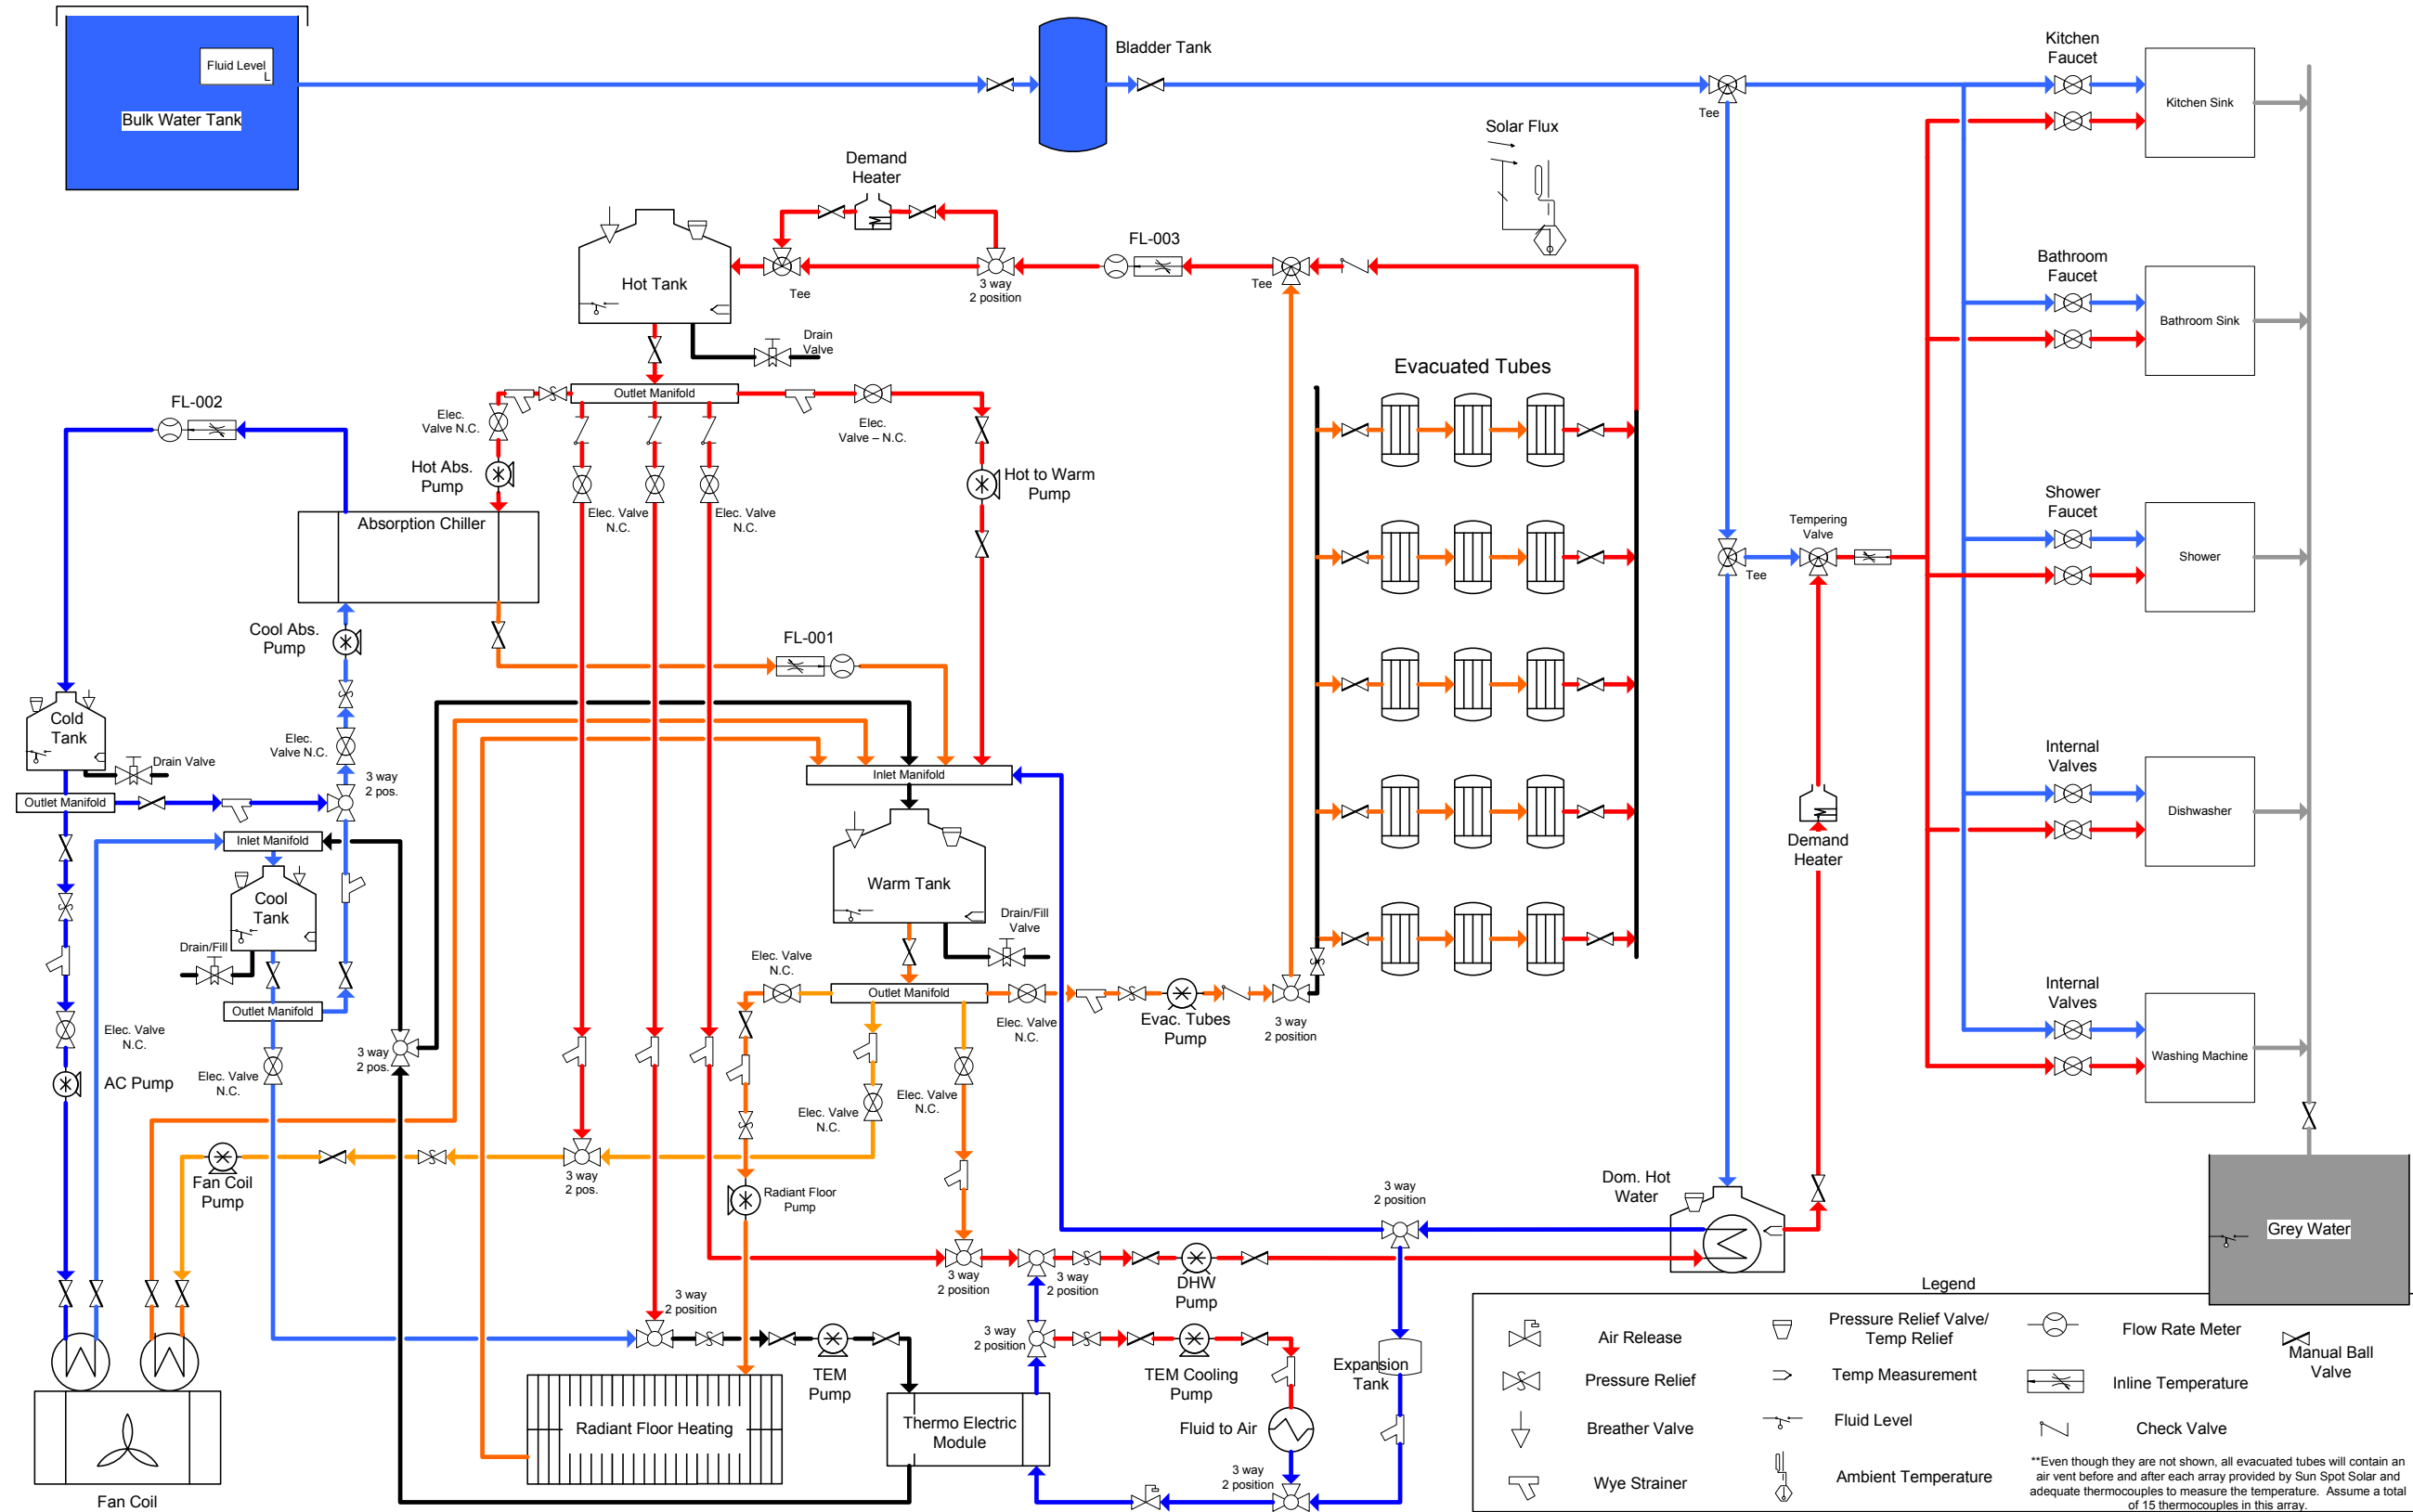 Fluid Level
L
Bulk Water Tank
Bladder Tank
Tee
Kitchen
Faucet
Kitchen Sink
Solar Flux
Demand
Heater
FL-003
Hot Tank
Tee
3 way
2 position
Tee
Drain
Valve
Bathroom
Faucet
Bathroom Sink
Evacuated Tubes
Outlet Manifold
FL-002
Elec.
Valve N.C.
Elec.
Valve – N.C.
Hot Abs.
Pump
Hot to Warm
Pump
Elec. Valve
N.C.
Elec. Valve
N.C.
Absorption Chiller
Shower
Faucet
Shower
Tempering
Valve
Tee
Cool Abs.
Pump
FL-001
Cold
Tank
Elec.
Valve N.C.
Drain Valve
3 way
2 pos.
Outlet Manifold
Inlet Manifold
Inlet Manifold
Internal
Valves
Dishwasher
Demand
Heater
Cool
Tank
Warm Tank
Drain/Fill
Drain/Fill
Valve
Elec. Valve
N.C.
Outlet Manifold
Outlet Manifold
Elec. Valve
N.C.
Evac. Tubes
Pump
3 way
2 position
Internal
Valves
Washing Machine
Elec. Valve
N.C.
3 way
2 pos.
AC Pump
Elec. Valve
N.C.
Elec. Valve
N.C.
Elec. Valve
N.C.
Fan Coil
Pump
3 way
2 pos.
Radiant Floor
Pump
3 way
2 position
Dom. Hot
Water
Grey Water
3 way
2 position
3 way
2 position
DHW
Pump
3 way
2 position
3 way
2 position
TEM
Pump
TEM Cooling
Pump
Expansion
Tank
Radiant Floor Heating
Thermo Electric
Module
Fluid to Air
3 way
2 position
Fan Coil
Legend
Air Release
Pressure Relief Valve/
Temp Relief
Flow Rate Meter
Manual Ball
Valve
Pressure Relief
Temp Measurement
Inline Temperature
Breather Valve
Fluid Level
Check Valve
Wye Strainer
Ambient Temperature
**Even though they are not shown, all evacuated tubes will contain an
air vent before and after each array provided by Sun Spot Solar and
adequate thermocouples to measure the temperature. Assume a total
of 15 thermocouples in this array.